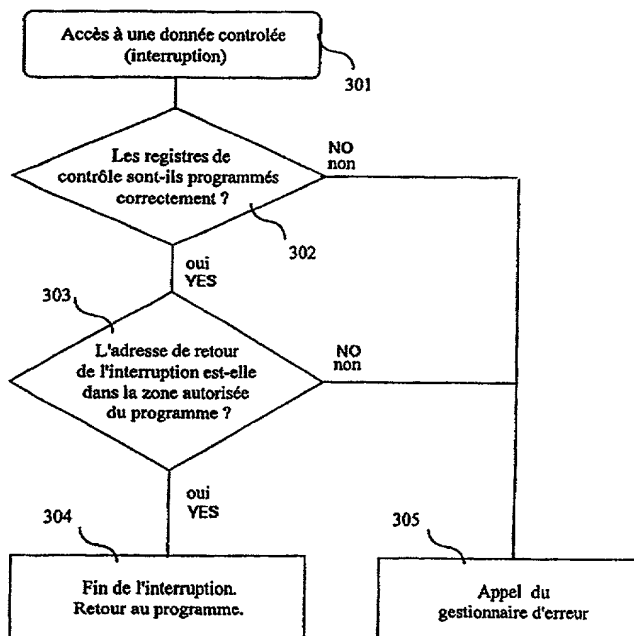 Accès à une donnée controlée
(interruption)
301
Les registres de
contrôle sont-ils programmés
correctement ?
NO
non
302
oui
YES
303
L'adresse de retour
de l'interruption est-elle
dans la zone autorisée
du programme ?
NO
non
oui
YES
304
305
Fin de l'interruption.
Retour au programme.
Appel du
gestionnaire d'erreur